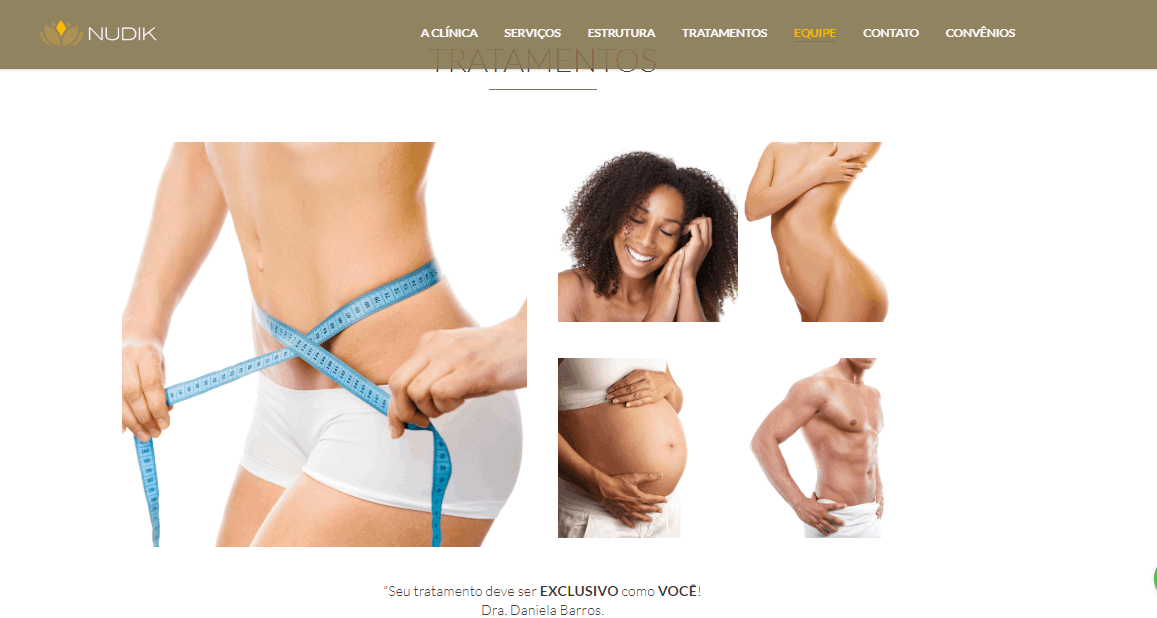 NUDIK
A CLÍNICA SERVIÇOS ESTRUTURA TRATAMENTOS EQUIPE CONTATO CONVÊNIOS
TRATAMENTOS
“Seu tratamento deve ser EXCLUSIVO como VOCÊ!
Dra. Daniela Barros.